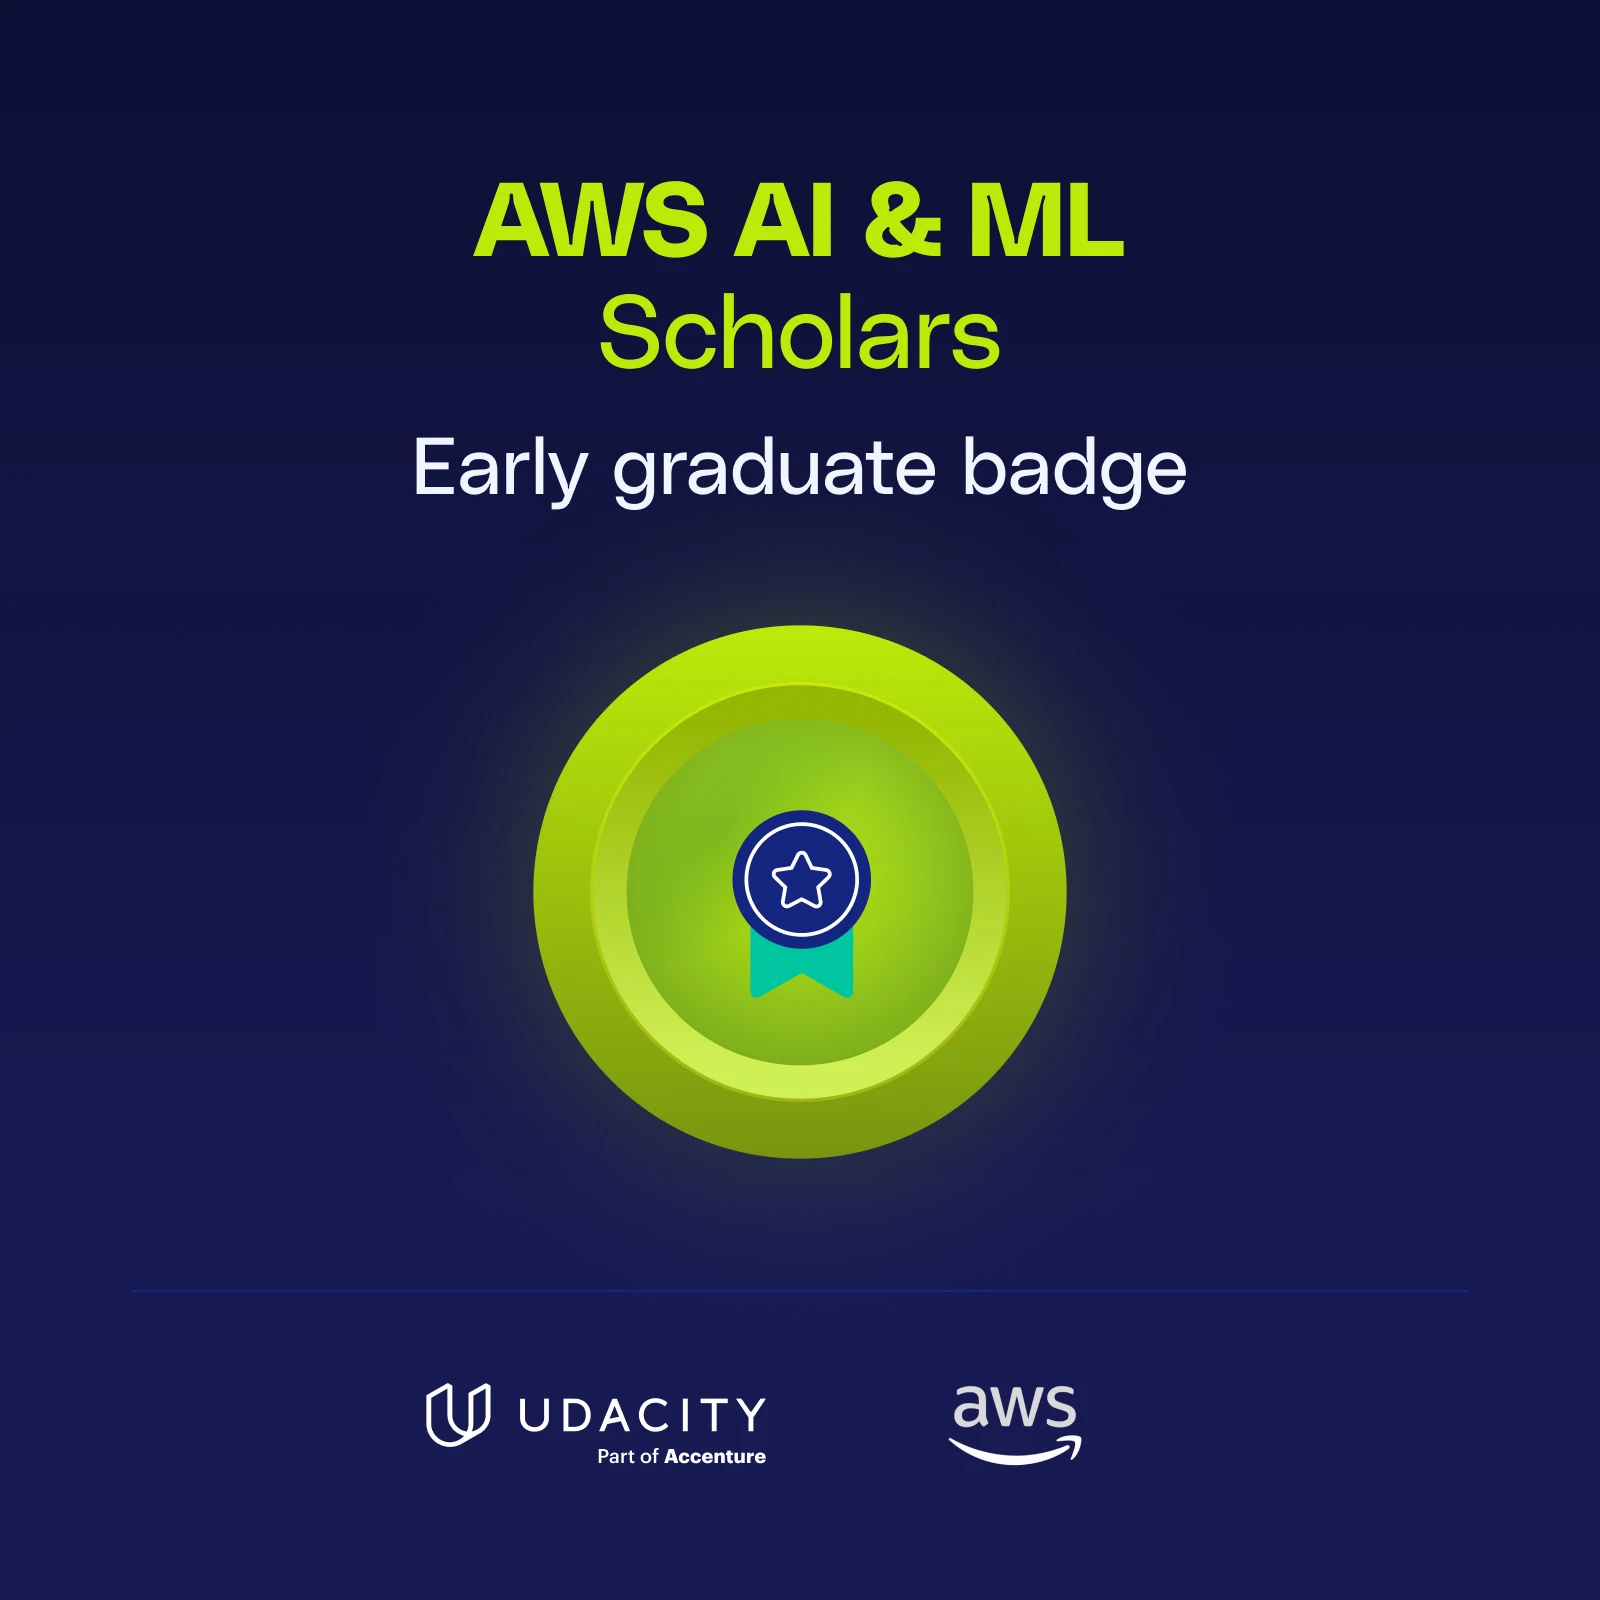 AWS AI & ML
Scholars
Early graduate badge
UDACITY
Part of Accenture
aws